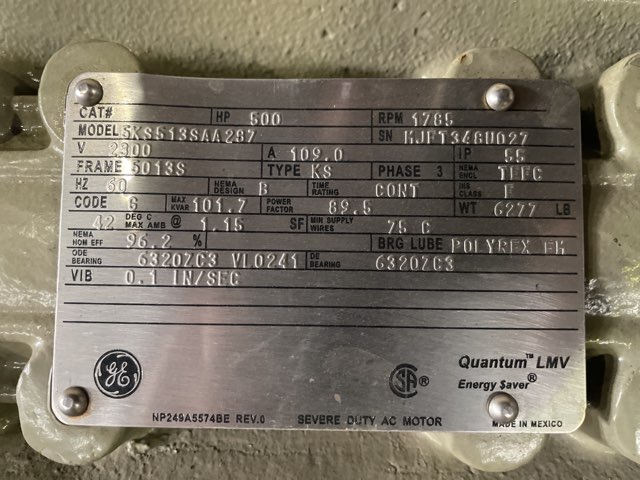 CAT# HP 500 RPM 1785
MODEL 5KS513SAA287 SN HJFT348U027
V 2300 A 109.0 IP 55
FRAME 5013S TYPE KS PHASE 3 NEMA ENCL TEFC
HZ 60 NEMA DESIGN B TIME RATING CONT INS CLASS F
CODE G MAX KVAR 101.7 POWER FACTOR 89.5 WT 6277 LB
42 DEG C MAX AMB @ 1.15 SF MIN SUPPLY WIRES 75 C
NEMA NOM EFF 96.2 % BRG LUBE POLYREX EM
ODE BEARING 6320ZC3 VL0241 DE BEARING 6320ZC3
VIB 0.1 IN/SEC
GE SA ® Quantum™ LMV
Energy $aver®
NP249A5574BE REV.0 SEVERE DUTY AC MOTOR MADE IN MEXICO